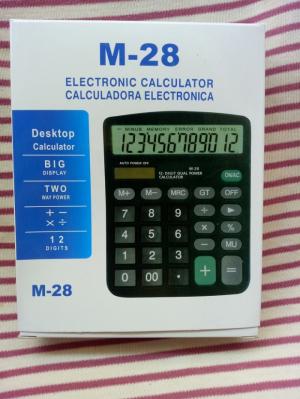 M-28
ELECTRONIC CALCULATOR
CALCULADORA ELECTRONICA
Desktop
Calculator
BIG
DISPLAY
TWO
WAY POWER
+ −
× ÷
1 2
DIGITS
M-28
MINUS MEMORY ERROR GRAND TOTAL
123456789012
AUTO POWER OFF
M-28
12-DIGIT DUAL POWER
CALCULATOR
ON/AC
M+ M− MRC GT OFF
7 8 9 ÷ ▶
4 5 6 × %
1 2 3 − MU
0 00 · + =